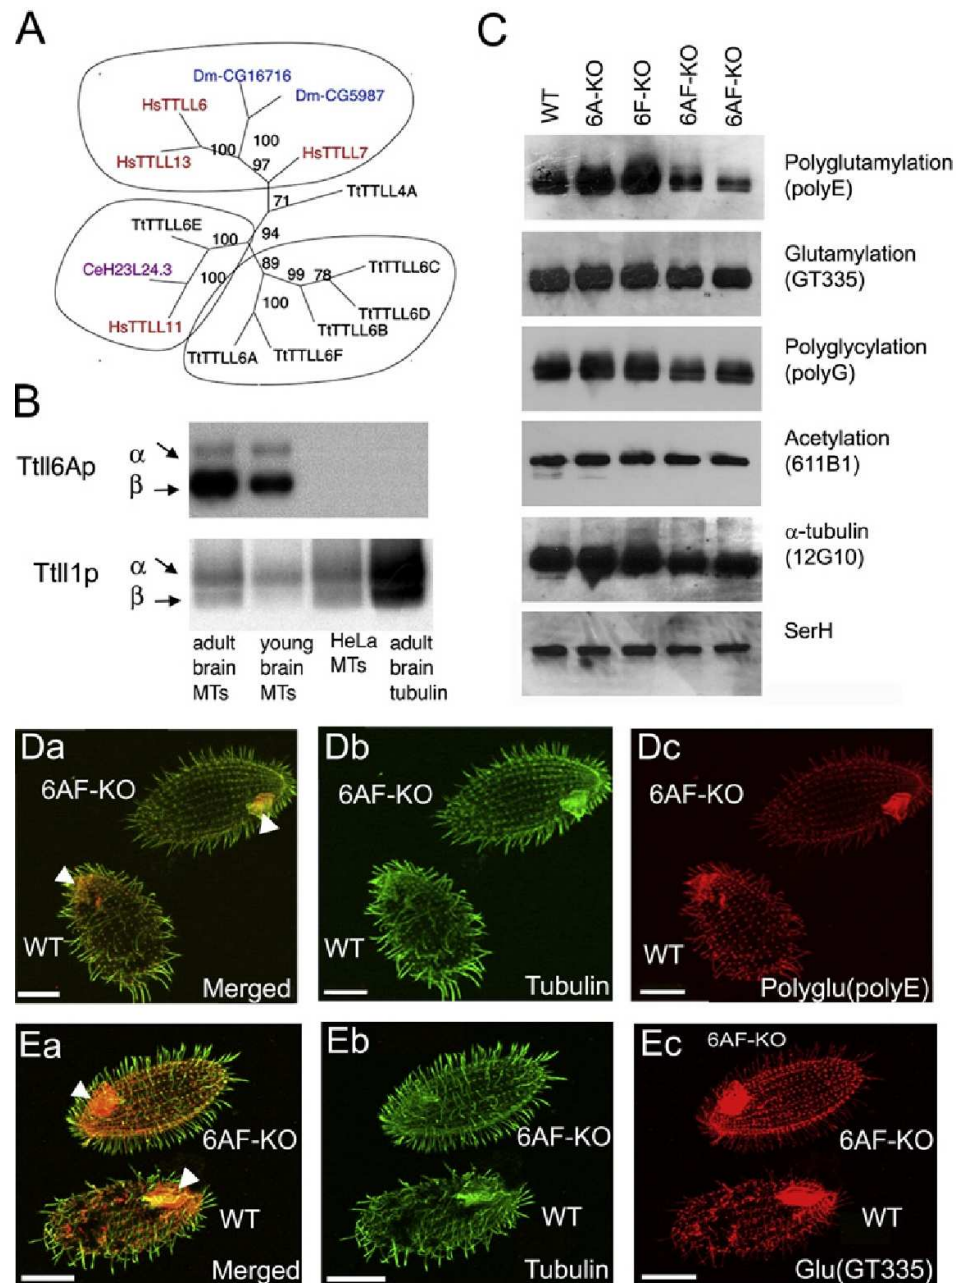 A
Dm-CG16716
Dm-CG5987
HsTTLL6
100
100
HsTTLL13
97
HsTTLL7
71
TtTTLL4A
TtTTLL6E
100
94
CeH23L24.3
100
89
99
78
TtTTLL6C
100
TtTTLL6D
HsTTLL11
TtTTLL6B
TtTTLL6A
TtTTLL6F
B
Ttll6Ap
α
β
Ttll1p
α
β
adult
brain
MTs
young
brain
MTs
HeLa
MTs
adult
brain
tubulin
C
WT
6A-KO
6F-KO
6AF-KO
6AF-KO
Polyglutamylation
(polyE)
Glutamylation
(GT335)
Polyglycylation
(polyG)
Acetylation
(611B1)
α-tubulin
(12G10)
SerH
Da
6AF-KO
WT
Merged
Db
6AF-KO
WT
Tubulin
Dc
6AF-KO
WT
Polyglu(polyE)
Ea
6AF-KO
WT
Merged
Eb
6AF-KO
WT
Tubulin
Ec
6AF-KO
6AF-KO
WT
Glu(GT335)